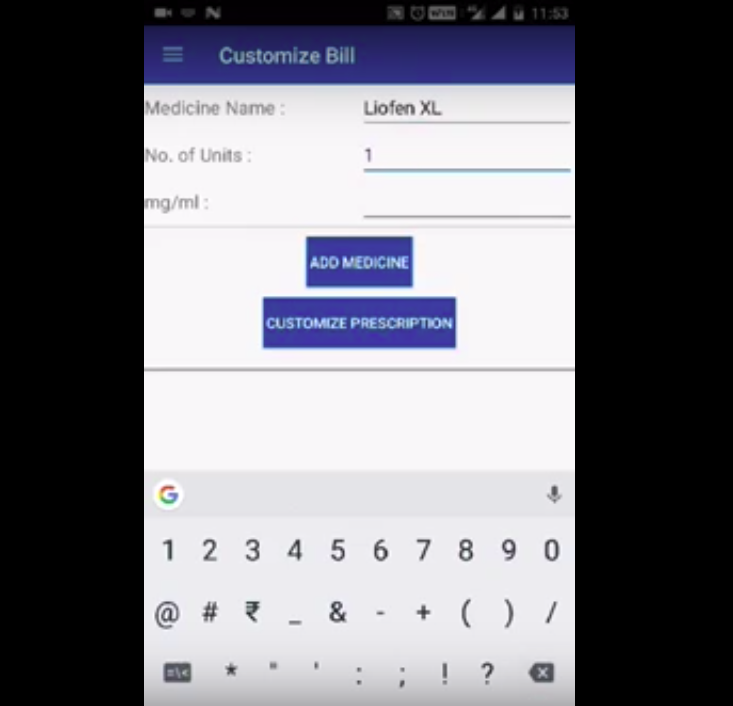 11:53
Customize Bill
Medicine Name : Liofen XL
No. of Units : 1
mg/ml :
ADD MEDICINE
CUSTOMIZE PRESCRIPTION
G
1 2 3 4 5 6 7 8 9 0
@ # ₹ _ & - + ( ) /
=\< * " ' : ; ! ?